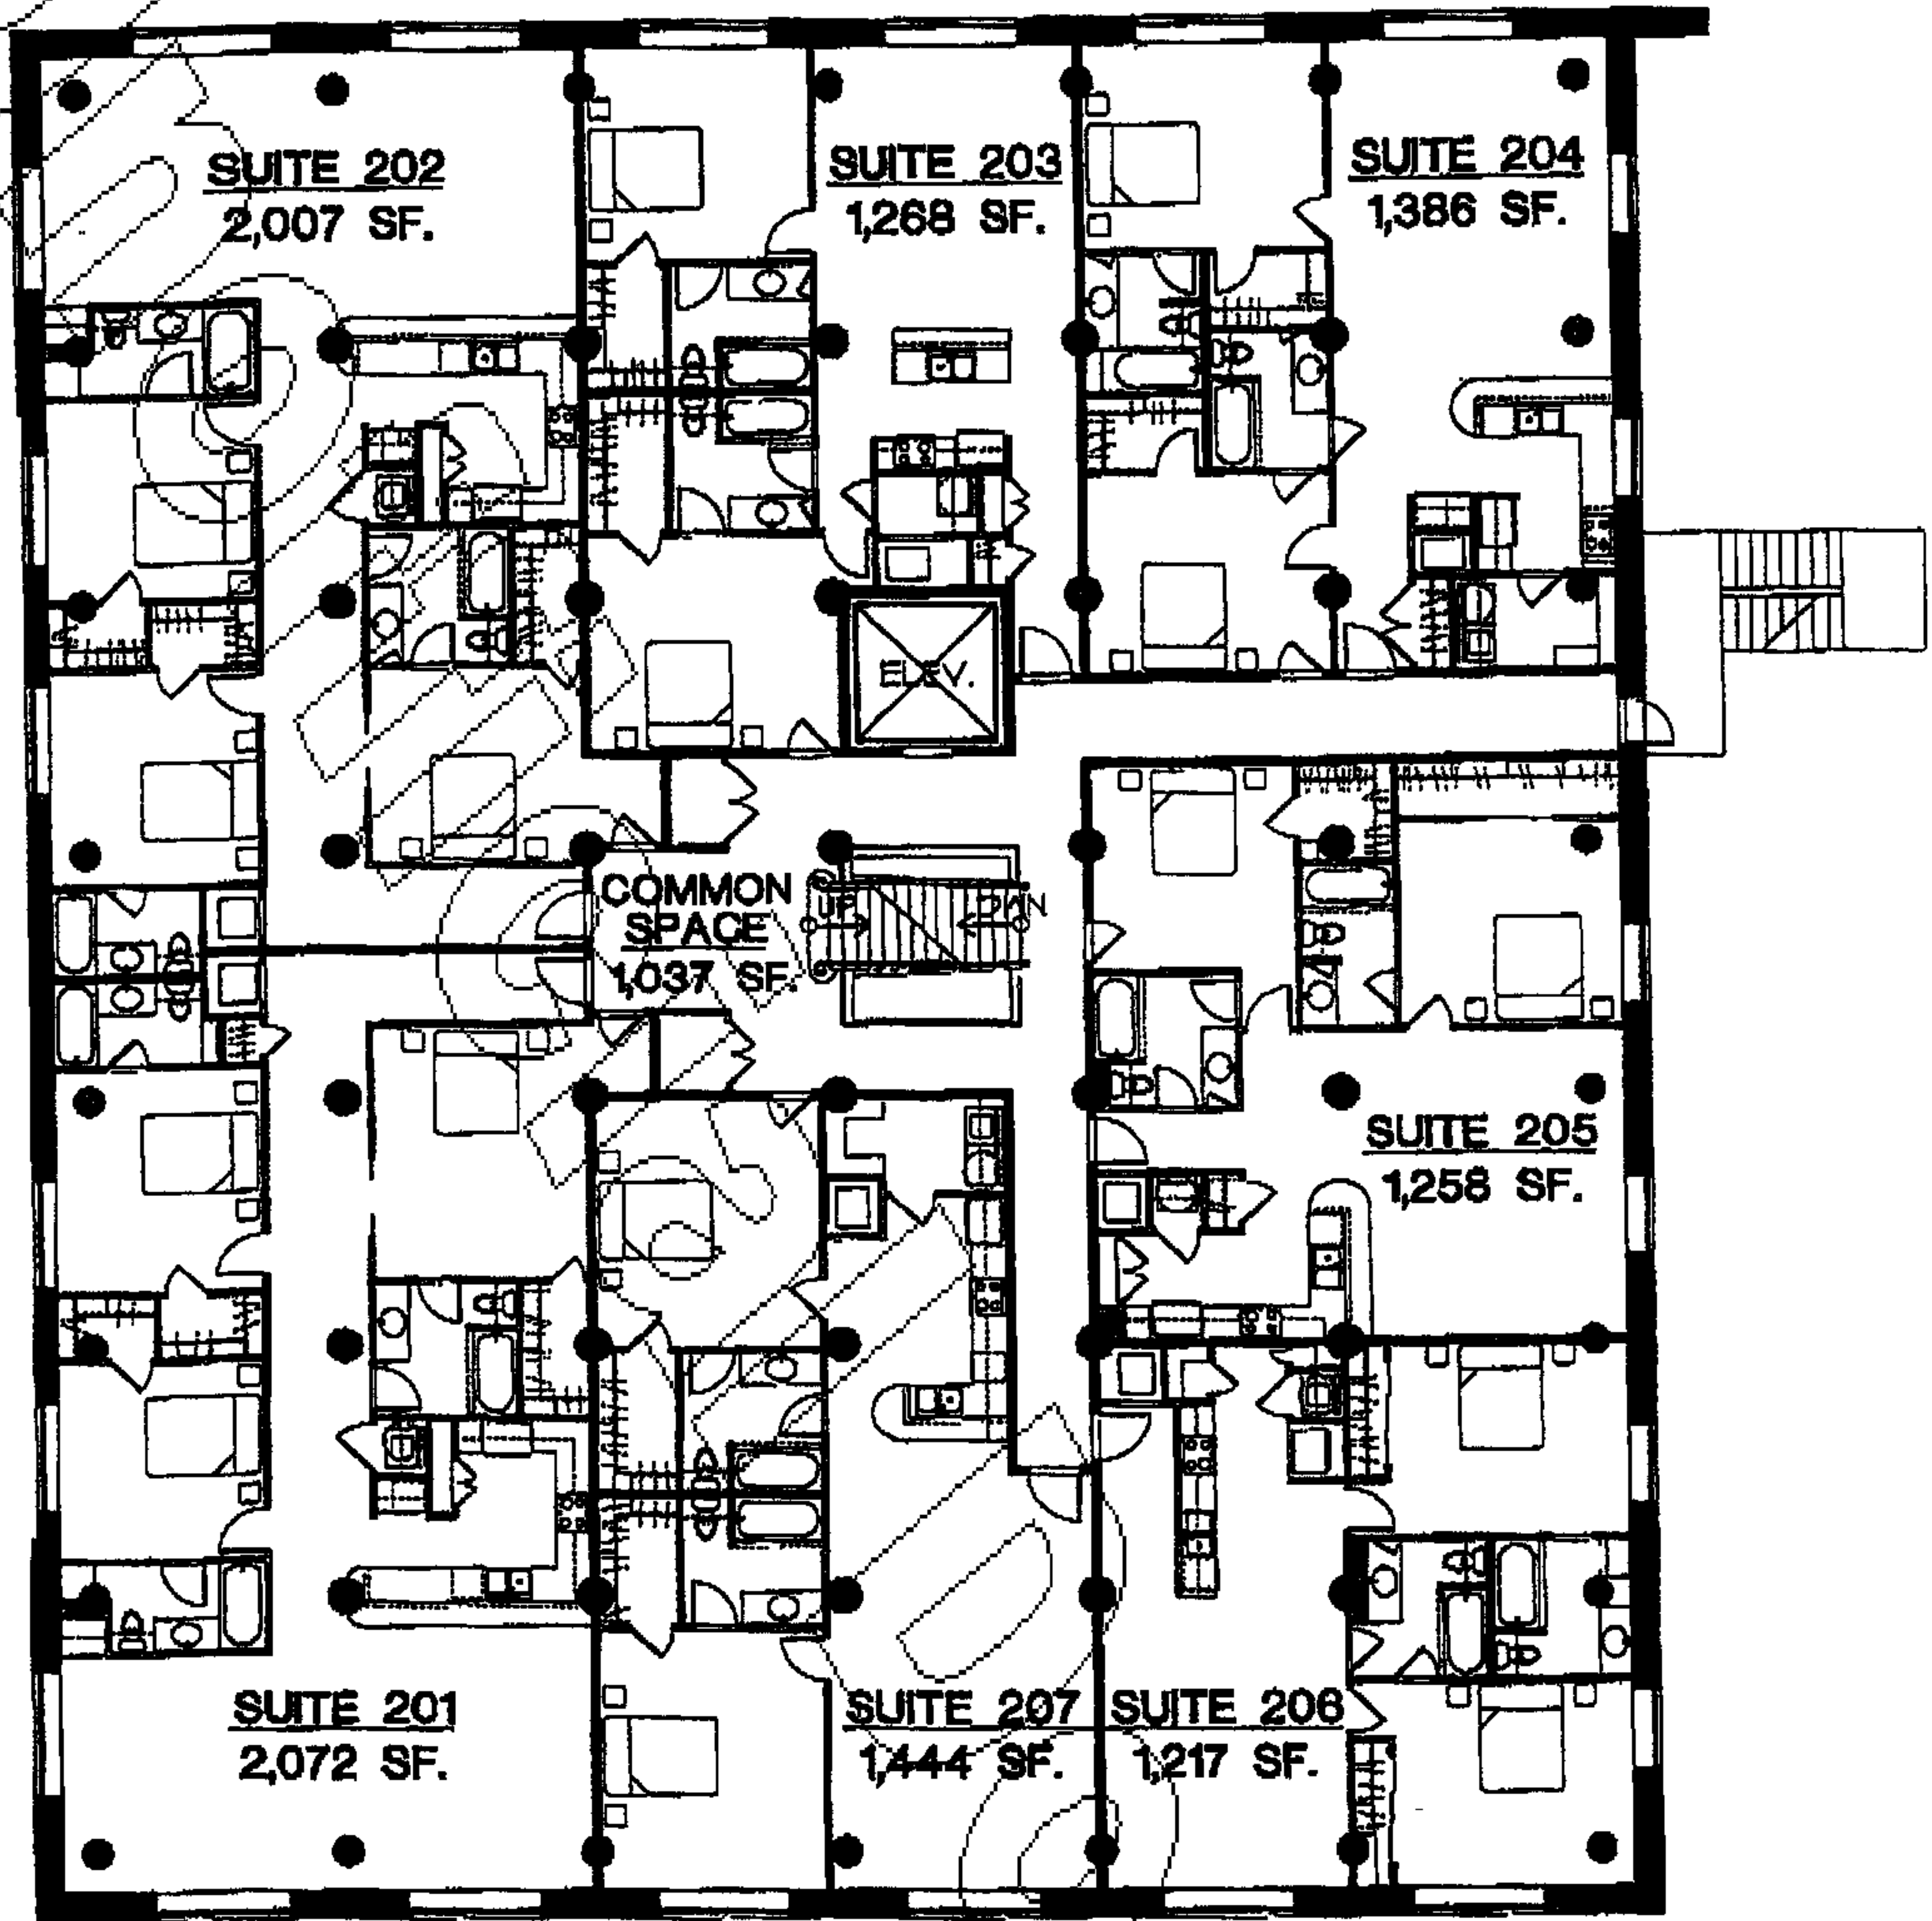 SUITE 202
2,007 SF.
SUITE 203
1,268 SF.
SUITE 204
1,386 SF.
ELEV.
COMMON
SPACE
1,037 SF.
UP
DN
SUITE 205
1,258 SF.
SUITE 201
2,072 SF.
SUITE 207
1,444 SF.
SUITE 206
1,217 SF.